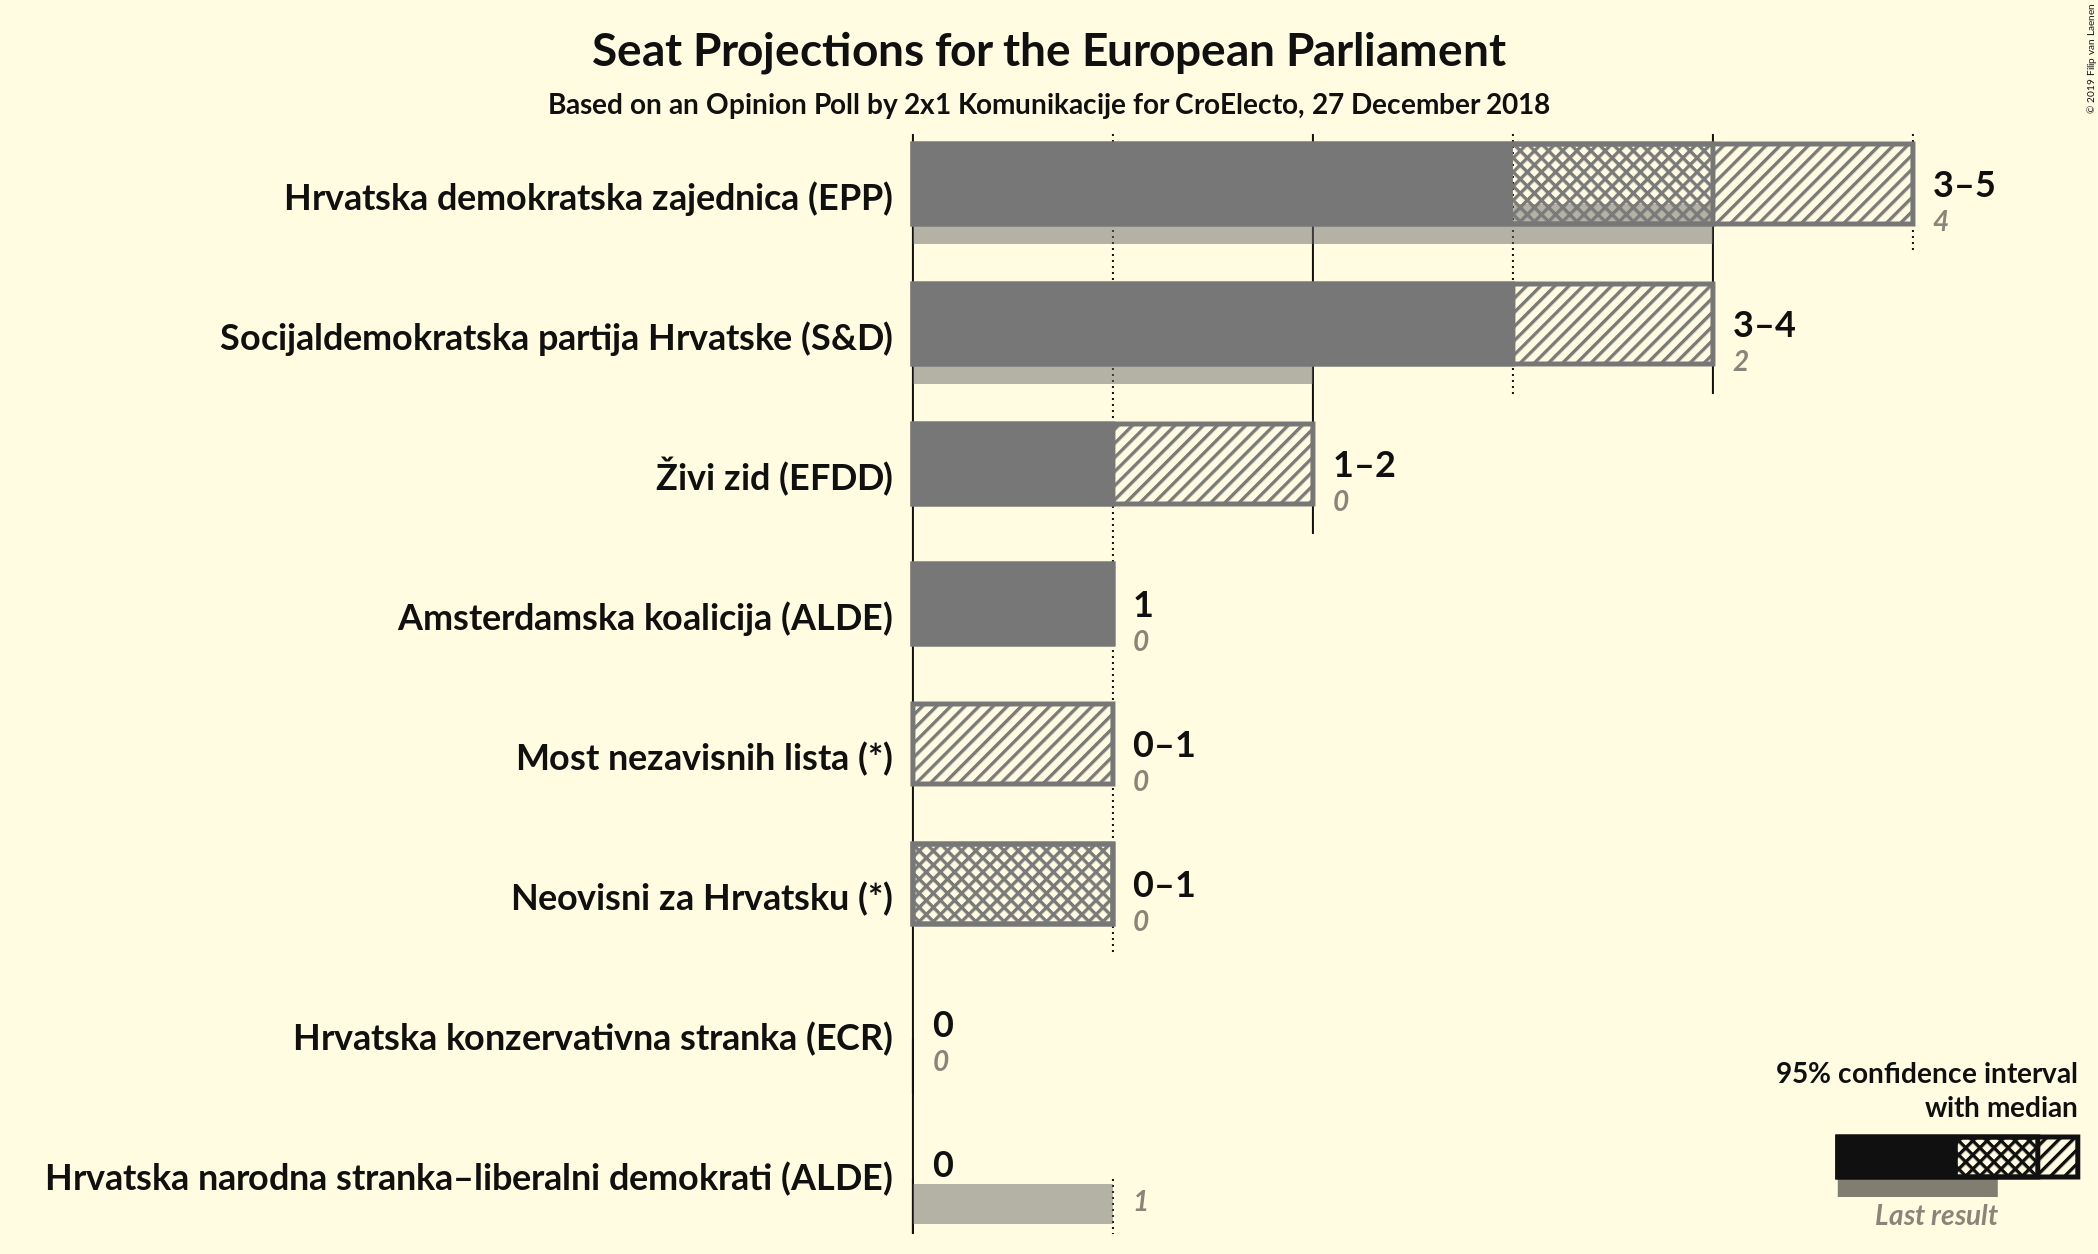 Seat Projections for the European Parliament
Based on an Opinion Poll by 2x1 Komunikacije for CroElecto, 27 December 2018
© 2019 Filip van Laenen
Hrvatska demokratska zajednica (EPP)
3–5
4
Socijaldemokratska partija Hrvatske (S&D)
3–4
2
Živi zid (EFDD)
1–2
0
Amsterdamska koalicija (ALDE)
1
0
Most nezavisnih lista (*)
0–1
0
Neovisni za Hrvatsku (*)
0–1
0
Hrvatska konzervativna stranka (ECR)
0
0
Hrvatska narodna stranka–liberalni demokrati (ALDE)
0
1
95% confidence interval
with median
Last result